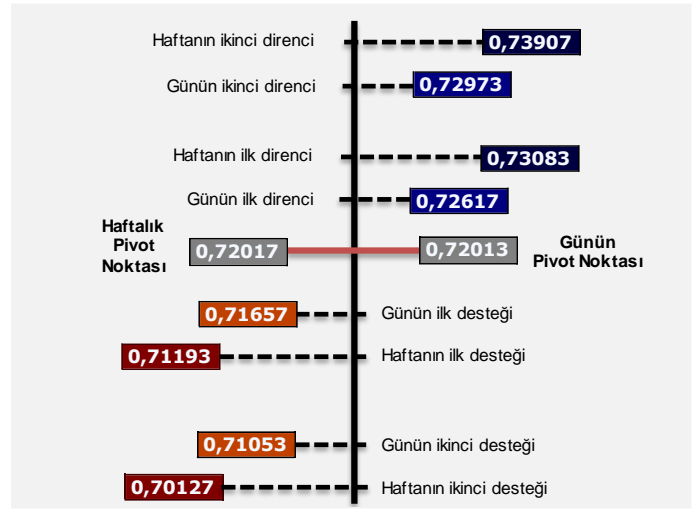 Haftanın ikinci direnci
0,73907
Günün ikinci direnci
0,72973
Haftanın ilk direnci
0,73083
Günün ilk direnci
0,72617
Haftalık
Pivot
Noktası
0,72017
0,72013
Günün
Pivot Noktası
0,71657
Günün ilk desteği
0,71193
Haftanın ilk desteği
0,71053
Günün ikinci desteği
0,70127
Haftanın ikinci desteği